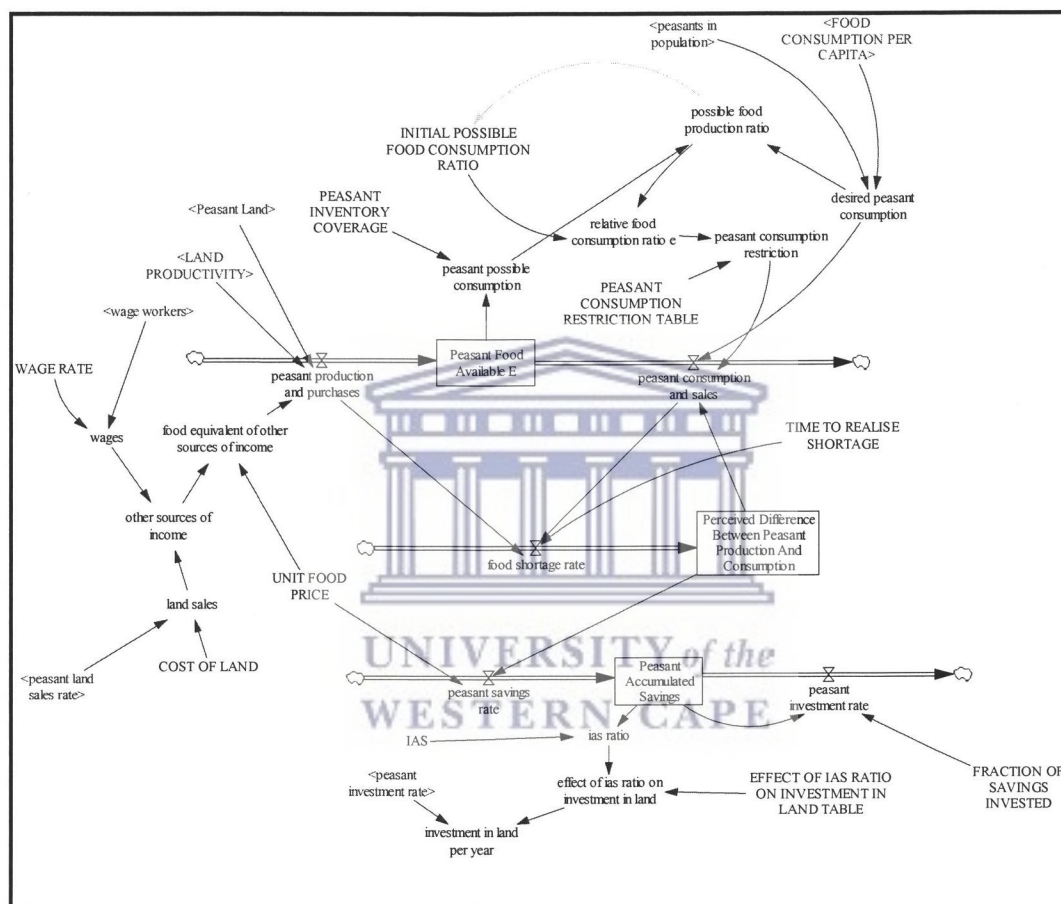 <peasants in
population>
<FOOD
CONSUMPTION PER
CAPITA>
possible food
production ratio
INITIAL POSSIBLE
FOOD CONSUMPTION
RATIO
PEASANT
INVENTORY
COVERAGE
desired peasant
consumption
<Peasant Land>
relative food
consumption ratio e
peasant consumption
restriction
<LAND
PRODUCTIVITY>
peasant possible
consumption
PEASANT
CONSUMPTION
RESTRICTION TABLE
<wage workers>
WAGE RATE
peasant production
and purchases
Peasant Food
Available E
peasant consumption
and sales
wages
food equivalent of other
sources of income
TIME TO REALISE
SHORTAGE
other sources of
income
food shortage rate
Perceived Difference
Between Peasant
Production And
Consumption
UNIT FOOD
PRICE
land sales
COST OF LAND
<peasant land
sales rate>
UNIVERSITY of the
WESTERN CAPE
peasant savings
rate
Peasant
Accumulated
Savings
peasant
investment rate
IAS
ias ratio
<peasant
investment rate>
effect of ias ratio on
investment in land
EFFECT OF IAS RATIO
ON INVESTMENT IN
LAND TABLE
FRACTION OF
SAVINGS
INVESTED
investment in land
per year